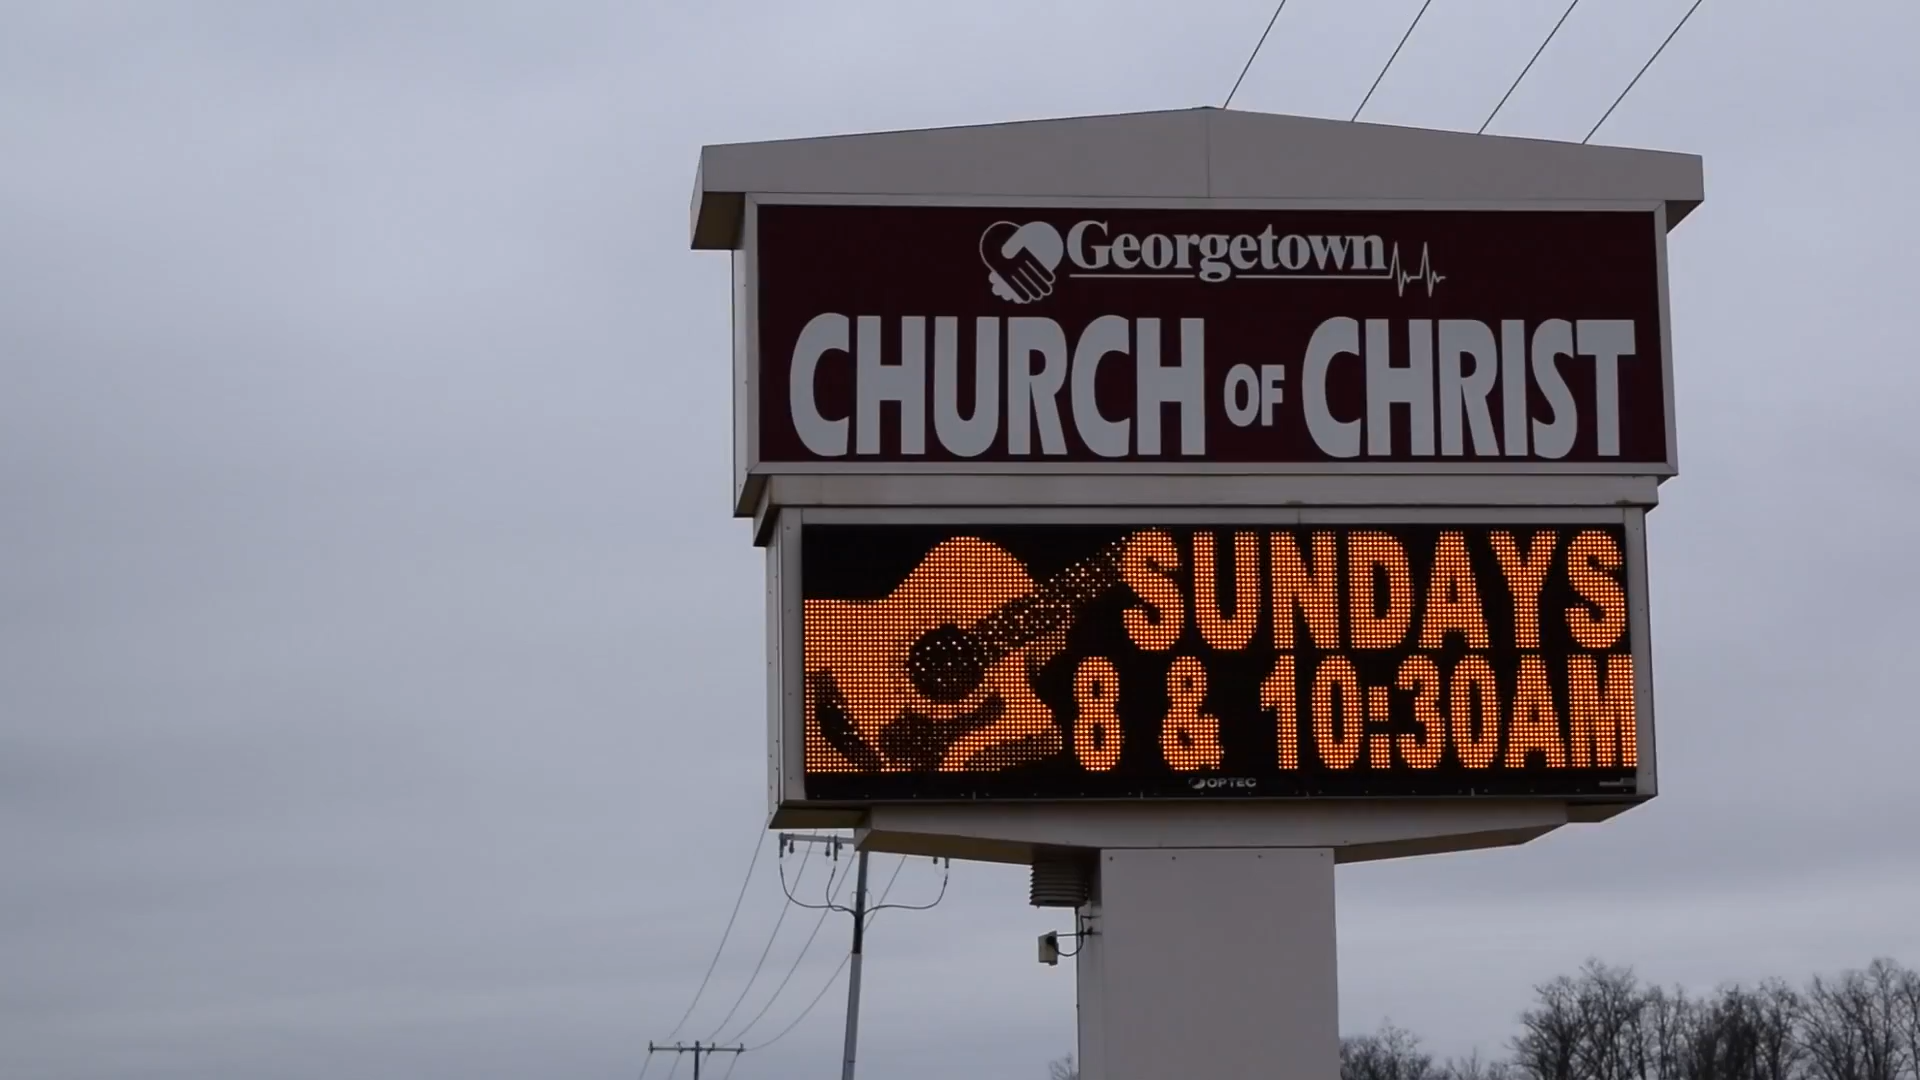 Georgetown
CHURCH OF CHRIST
SUNDAYS
8 & 10:30AM
OPTEC